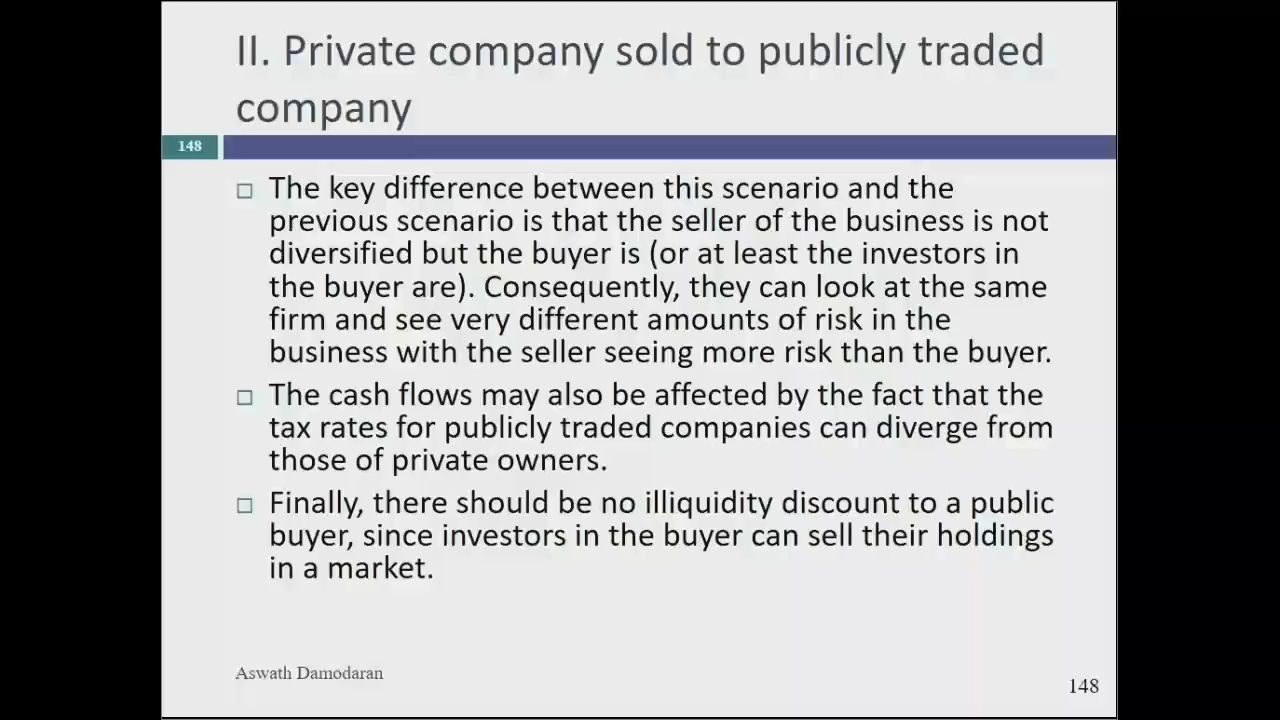 II. Private company sold to publicly traded
company
148
The key difference between this scenario and the
previous scenario is that the seller of the business is not
diversified but the buyer is (or at least the investors in
the buyer are). Consequently, they can look at the same
firm and see very different amounts of risk in the
business with the seller seeing more risk than the buyer.
The cash flows may also be affected by the fact that the
tax rates for publicly traded companies can diverge from
those of private owners.
Finally, there should be no illiquidity discount to a public
buyer, since investors in the buyer can sell their holdings
in a market.
Aswath Damodaran
148